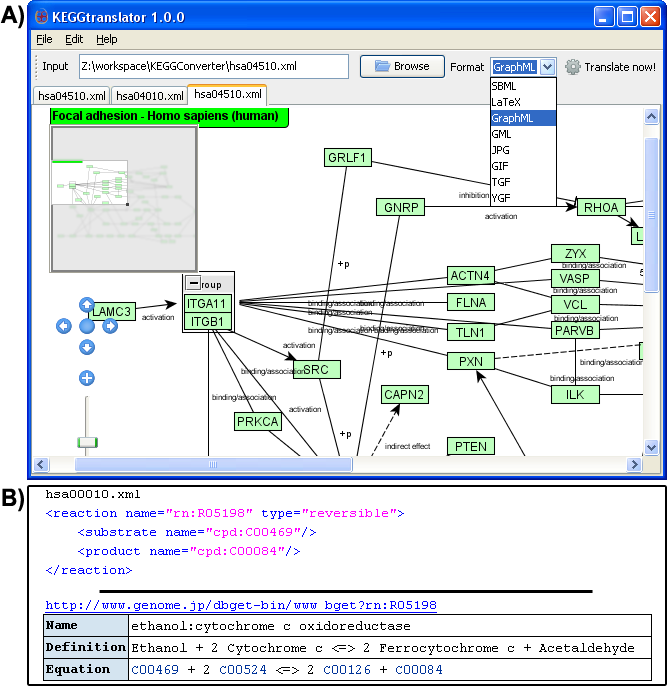 A)
KEGGtranslator 1.0.0
File Edit Help
Input Z:\workspace\KEGGConverter\hsa04510.xml Browse Format GraphML Translate now!
hsa04510.xml hsa04010.xml hsa04510.xml
SBML
LaTeX
GraphML
GML
JPG
GIF
TGF
YGF
Focal adhesion - Homo sapiens (human)
GRLF1
inhibition
GNRP
activation
RHOA
+p
ZYX
binding/association
ACTN4
VASP
binding/association
Group
ITGA11
ITGB1
LAMC3
activation
FLNA
VCL
binding/association
binding/association
binding/association
binding/association
binding/association
TLN1
PARVB
activation
+p
PXN
binding/association
SRC
binding/association
binding/association
CAPN2
ILK
binding/association
activation
PRKCA
+p
indirect effect
PTEN
B)
hsa00010.xml
<reaction name="rn:R05198" type="reversible">
<substrate name="cpd:C00469"/>
<product name="cpd:C00084"/>
</reaction>
http://www.genome.jp/dbget-bin/www_bget?rn:R05198
Name ethanol:cytochrome c oxidoreductase
Definition Ethanol + 2 Cytochrome c <=> 2 Ferrocytochrome c + Acetaldehyde
Equation C00469 + 2 C00524 <=> 2 C00126 + C00084